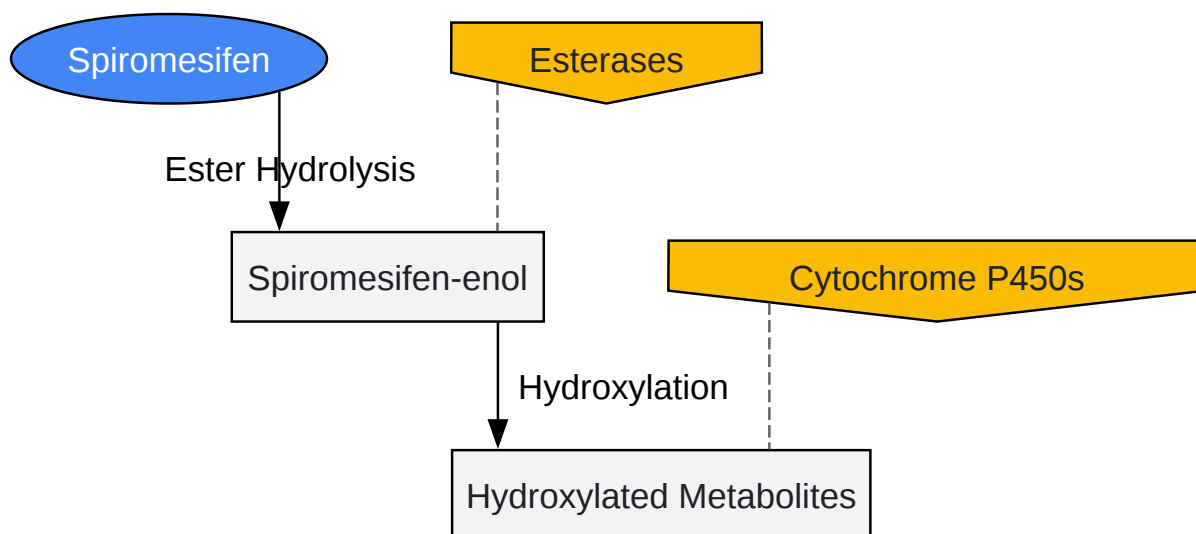 Spiromesifen
Esterases
Ester Hydrolysis
Spiromesifen-enol
Cytochrome P450s
Hydroxylation
Hydroxylated Metabolites